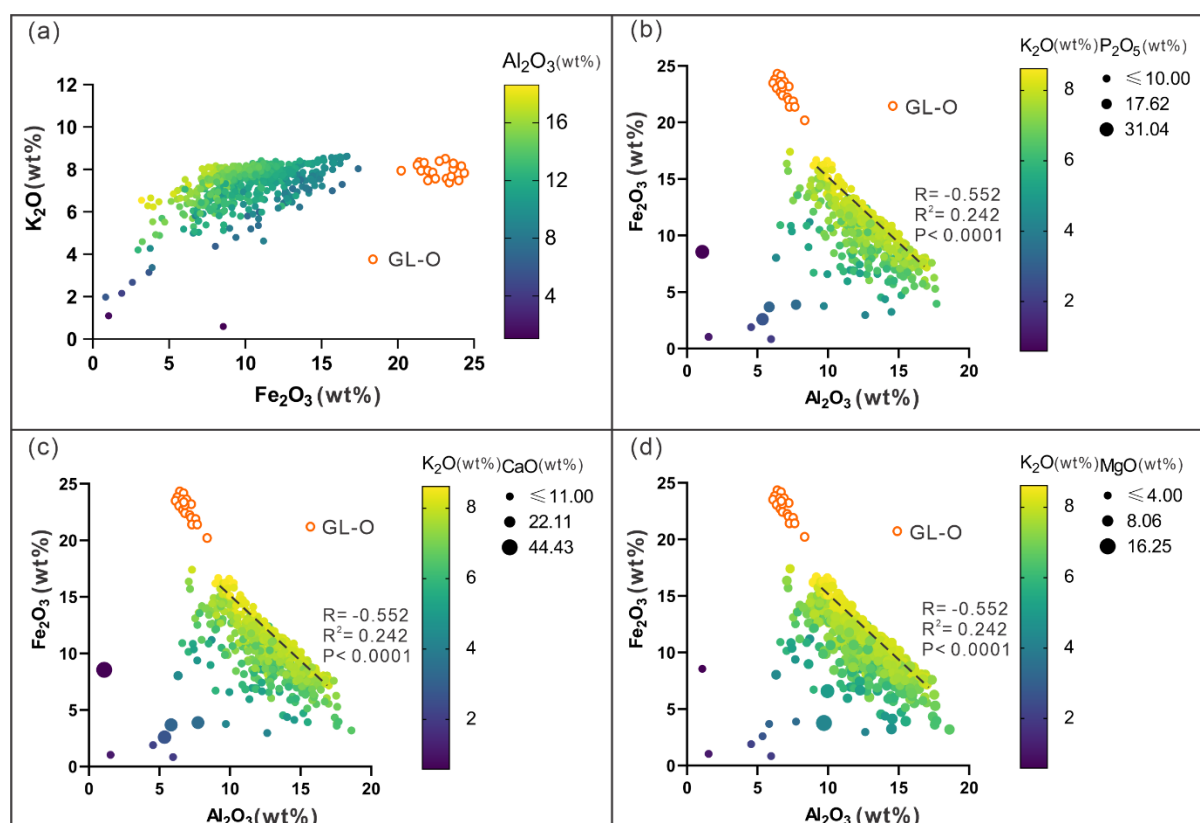 (a)
Al₂O₃(wt%)
12
10
8
6
4
2
0
K₂O(wt%)
0
5
10
15
20
25
Fe₂O₃(wt%)
GL-O
16
12
8
4
(b)
K₂O(wt%)P₂O₅(wt%)
25
20
15
10
5
0
Fe₂O₃(wt%)
0
5
10
15
20
Al₂O₃(wt%)
GL-O
R= -0.552
R²= 0.242
P< 0.0001
8
6
4
2
≤10.00
17.62
31.04
(c)
K₂O(wt%)CaO(wt%)
25
20
15
10
5
0
Fe₂O₃(wt%)
0
5
10
15
20
Al₂O₃(wt%)
GL-O
R= -0.552
R²= 0.242
P< 0.0001
8
6
4
2
≤11.00
22.11
44.43
(d)
K₂O(wt%)MgO(wt%)
25
20
15
10
5
0
Fe₂O₃(wt%)
0
5
10
15
20
Al₂O₃(wt%)
GL-O
R= -0.552
R²= 0.242
P< 0.0001
8
6
4
2
≤4.00
8.06
16.25